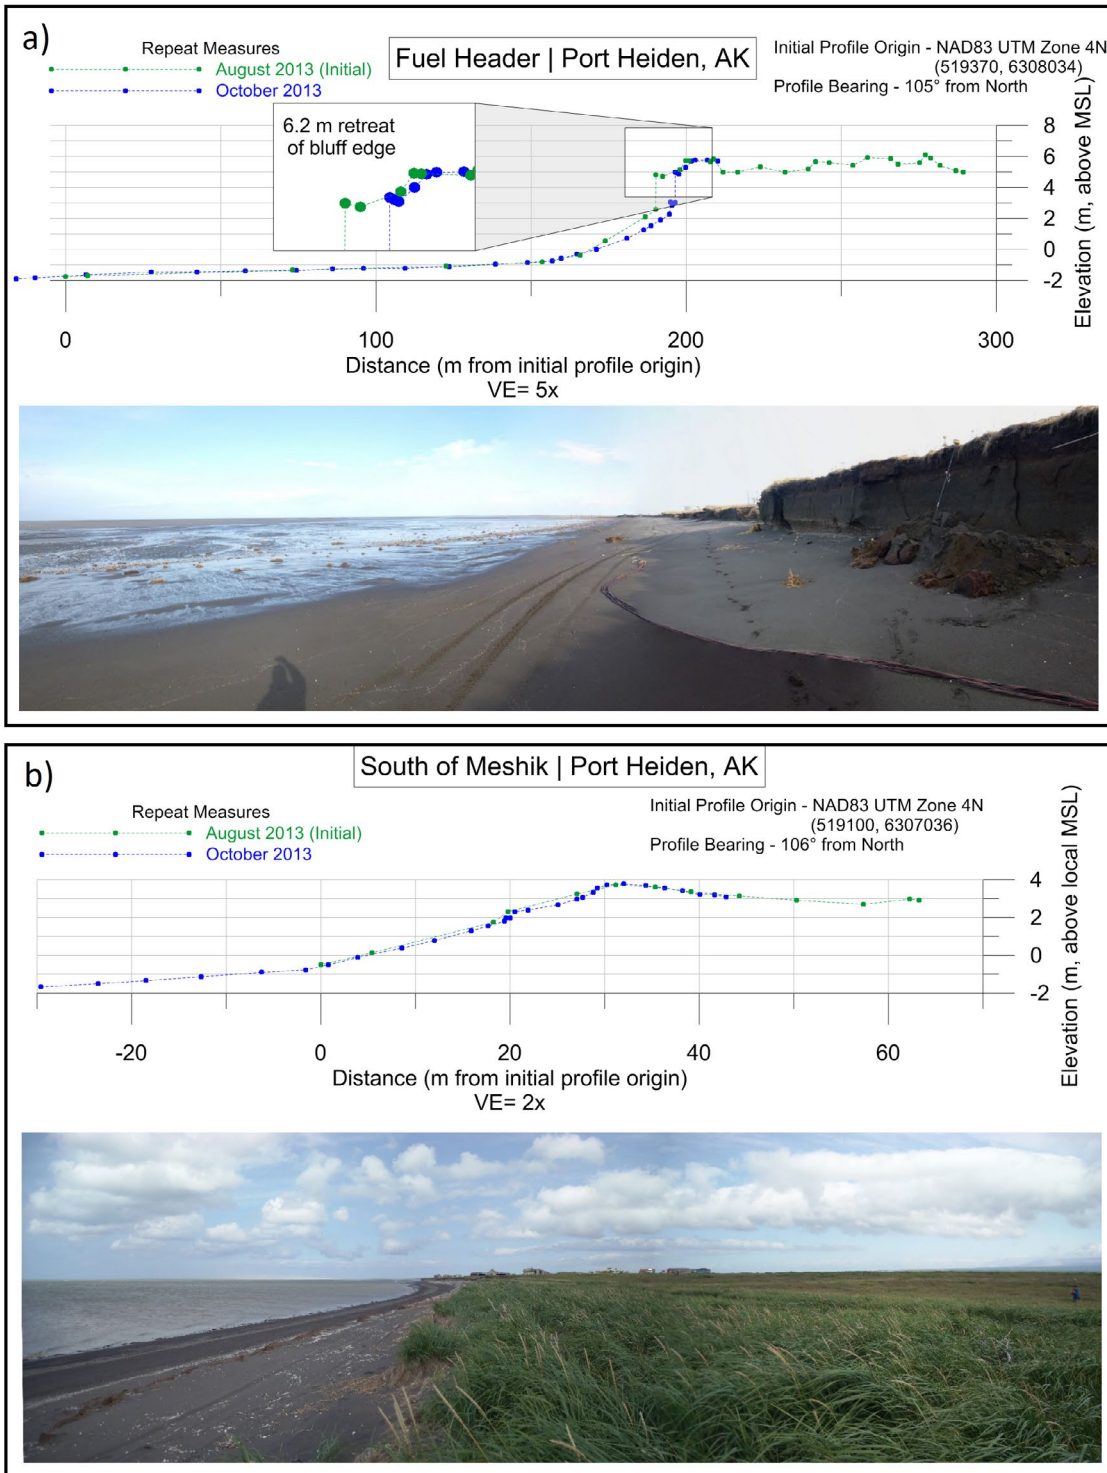 a)
Repeat Measures
August 2013 (Initial)
October 2013
Fuel Header | Port Heiden, AK
Initial Profile Origin - NAD83 UTM Zone 4N
(519370, 6308034)
Profile Bearing - 105° from North
6.2 m retreat
of bluff edge
8
6
4
2
0
-2
Elevation (m, above MSL)
0
100
200
300
Distance (m from initial profile origin)
VE= 5x
b)
South of Meshik | Port Heiden, AK
Repeat Measures
August 2013 (Initial)
October 2013
Initial Profile Origin - NAD83 UTM Zone 4N
(519100, 6307036)
Profile Bearing - 106° from North
4
2
0
-2
Elevation (m, above local MSL)
-20
0
20
40
60
Distance (m from initial profile origin)
VE= 2x